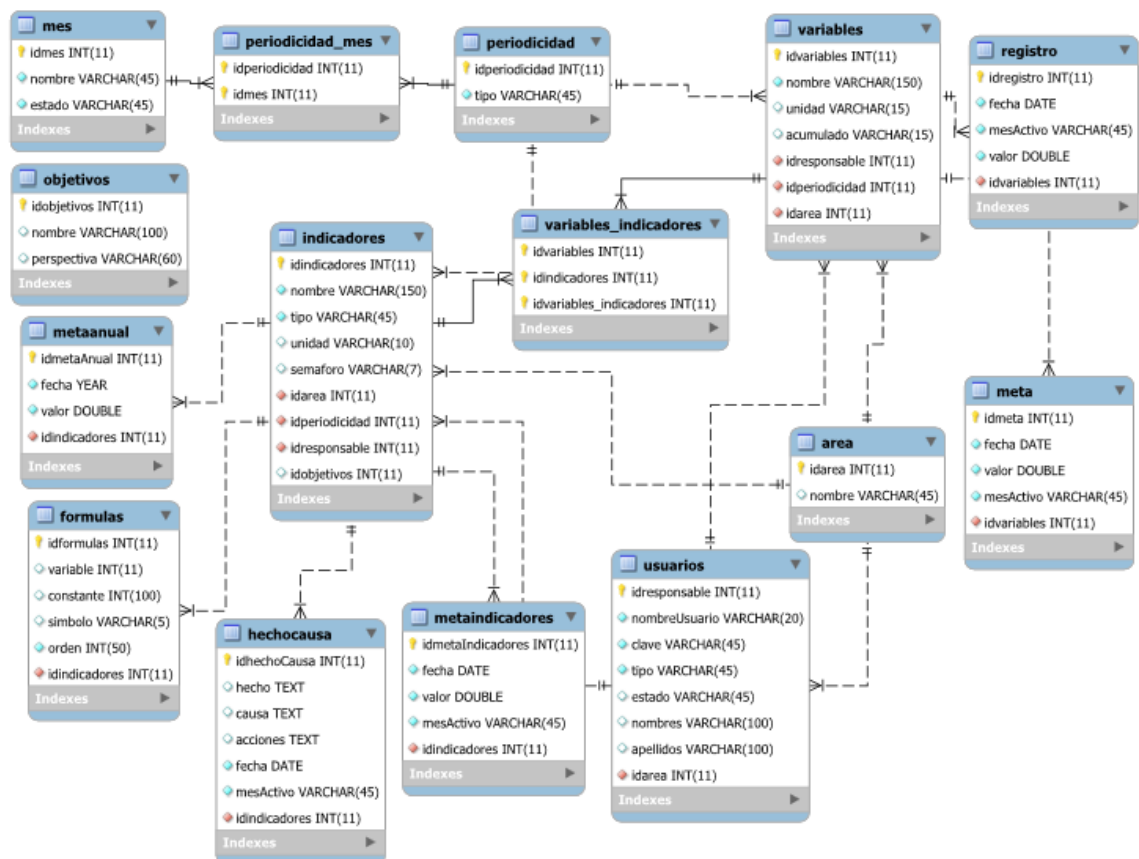 mes
idmes INT(11)
nombre VARCHAR(45)
estado VARCHAR(45)
Indexes
periodicidad_mes
idperiodicidad INT(11)
idmes INT(11)
Indexes
periodicidad
idperiodicidad INT(11)
tipo VARCHAR(45)
Indexes
variables
idvariables INT(11)
nombre VARCHAR(150)
unidad VARCHAR(15)
acumulado VARCHAR(15)
idresponsable INT(11)
idperiodicidad INT(11)
idarea INT(11)
Indexes
registro
idregistro INT(11)
fecha DATE
mesActivo VARCHAR(45)
valor DOUBLE
idvariables INT(11)
Indexes
objetivos
idobjetivos INT(11)
nombre VARCHAR(100)
perspectiva VARCHAR(60)
Indexes
indicadores
idindicadores INT(11)
nombre VARCHAR(150)
tipo VARCHAR(45)
unidad VARCHAR(10)
semaforo VARCHAR(7)
idarea INT(11)
idperiodicidad INT(11)
idresponsable INT(11)
idobjetivos INT(11)
Indexes
variables_indicadores
idvariables INT(11)
idindicadores INT(11)
idvariables_indicadores INT(11)
Indexes
metaanual
idmetaAnual INT(11)
fecha YEAR
valor DOUBLE
idindicadores INT(11)
Indexes
meta
idmeta INT(11)
fecha DATE
valor DOUBLE
mesActivo VARCHAR(45)
idvariables INT(11)
Indexes
area
idarea INT(11)
nombre VARCHAR(45)
Indexes
formulas
idformulas INT(11)
variable INT(11)
constante INT(100)
simbolo VARCHAR(5)
orden INT(50)
idindicadores INT(11)
Indexes
hechocausa
idhechoCausa INT(11)
hecho TEXT
causa TEXT
acciones TEXT
fecha DATE
mesActivo VARCHAR(45)
idindicadores INT(11)
Indexes
metaindicadores
idmetaIndicadores INT(11)
fecha DATE
valor DOUBLE
mesActivo VARCHAR(45)
idindicadores INT(11)
Indexes
usuarios
idresponsable INT(11)
nombreUsuario VARCHAR(20)
clave VARCHAR(45)
tipo VARCHAR(45)
estado VARCHAR(45)
nombres VARCHAR(100)
apellidos VARCHAR(100)
idarea INT(11)
Indexes